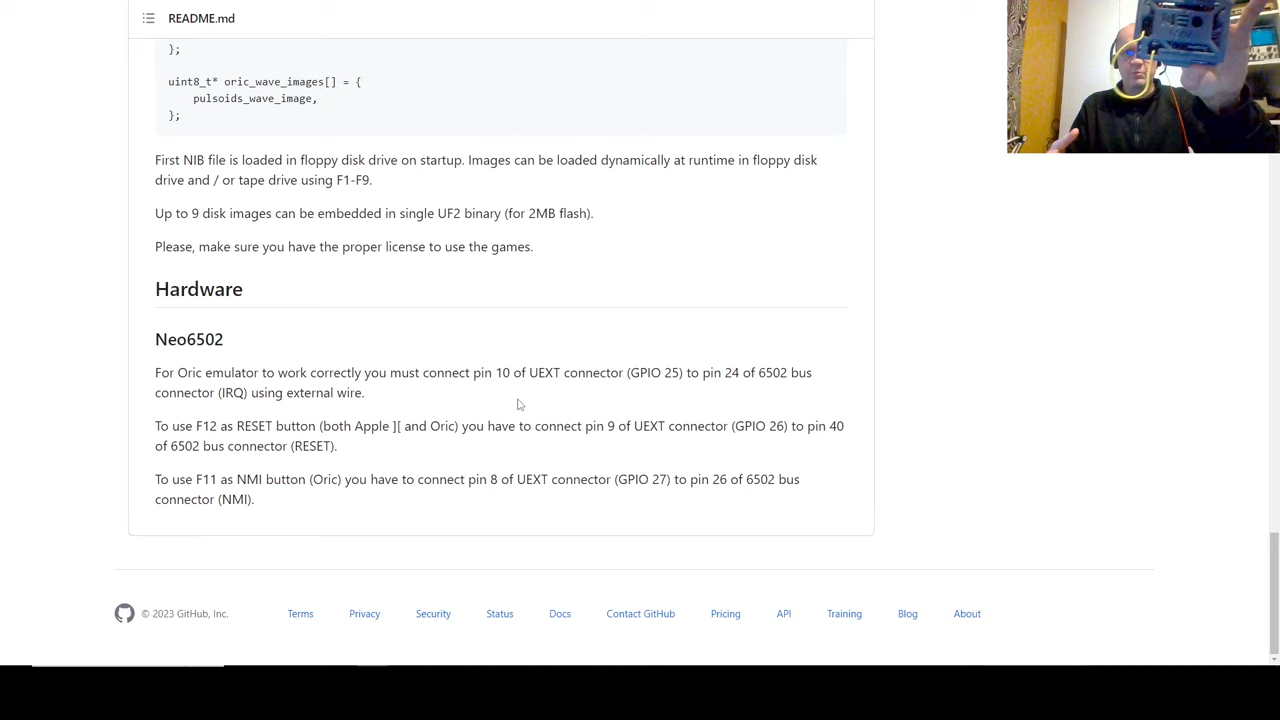 README.md
};
uint8_t* oric_wave_images[] = {
pulsoids_wave_image,
};
First NIB file is loaded in floppy disk drive on startup. Images can be loaded dynamically at runtime in floppy disk
drive and / or tape drive using F1-F9.
Up to 9 disk images can be embedded in single UF2 binary (for 2MB flash).
Please, make sure you have the proper license to use the games.
Hardware
Neo6502
For Oric emulator to work correctly you must connect pin 10 of UEXT connector (GPIO 25) to pin 24 of 6502 bus
connector (IRQ) using external wire.
To use F12 as RESET button (both Apple ][ and Oric) you have to connect pin 9 of UEXT connector (GPIO 26) to pin 40
of 6502 bus connector (RESET).
To use F11 as NMI button (Oric) you have to connect pin 8 of UEXT connector (GPIO 27) to pin 26 of 6502 bus
connector (NMI).
© 2023 GitHub, Inc.
Terms
Privacy
Security
Status
Docs
Contact GitHub
Pricing
API
Training
Blog
About